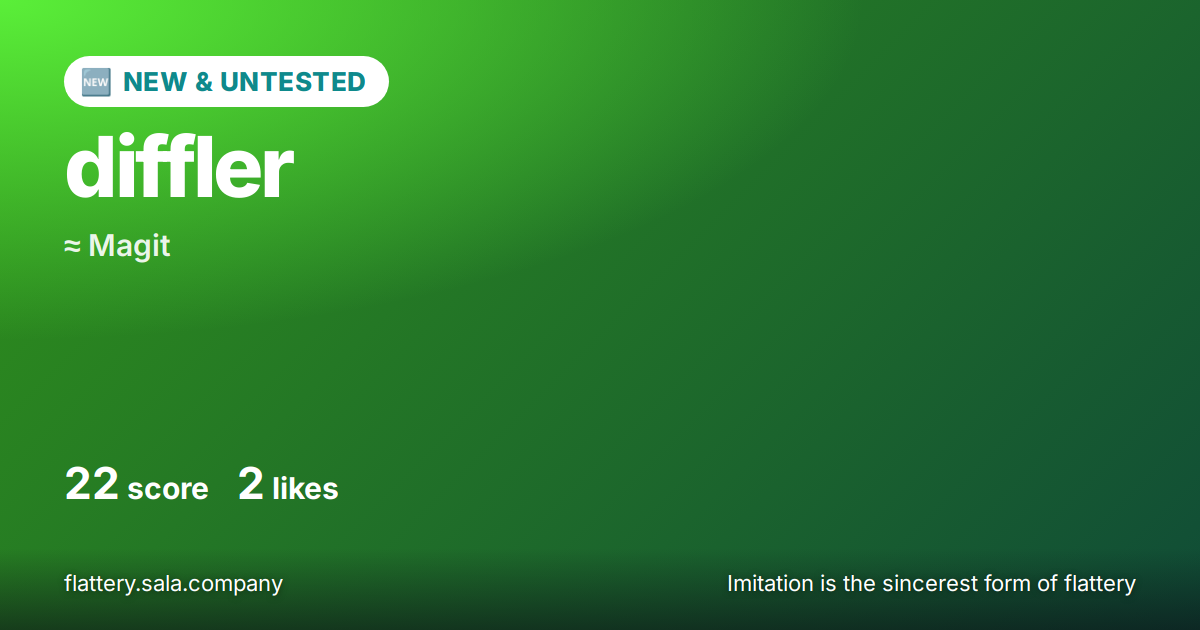 🆕 NEW & UNTESTED
diffler
≈ Magit
22 score 2 likes
flattery.sala.company
Imitation is the sincerest form of flattery